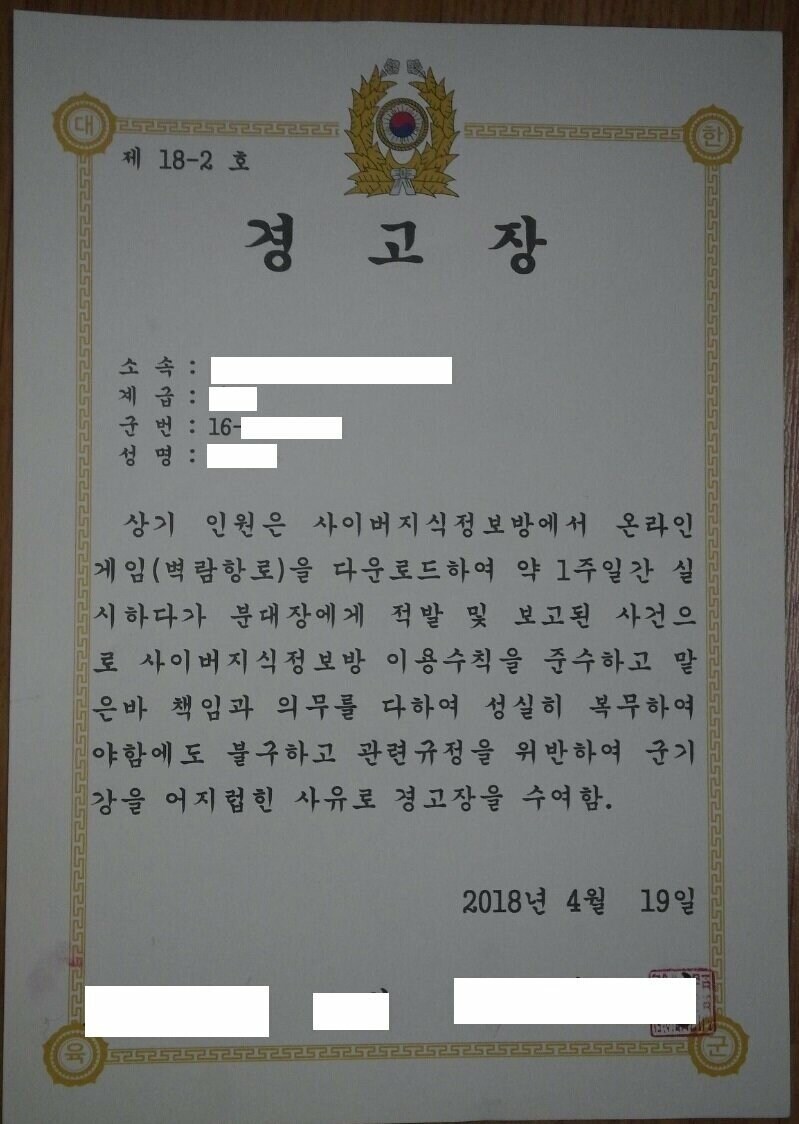 대
한
제 18-2 호
경 고 장
소 속 :
계 급 :
군 번 : 16-
성 명 :
상기 인원은 사이버지식정보방에서 온라인
게임(벽람항로)을 다운로드하여 약 1주일간 실
시하다가 분대장에게 적발 및 보고된 사건으
로 사이버지식정보방 이용수칙을 준수하고 맡
은바 책임과 의무를 다하여 성실히 복무하여
야함에도 불구하고 관련규정을 위반하여 군기
강을 어지럽힌 사유로 경고장을 수여함.
2018년 4월 19일
육
군